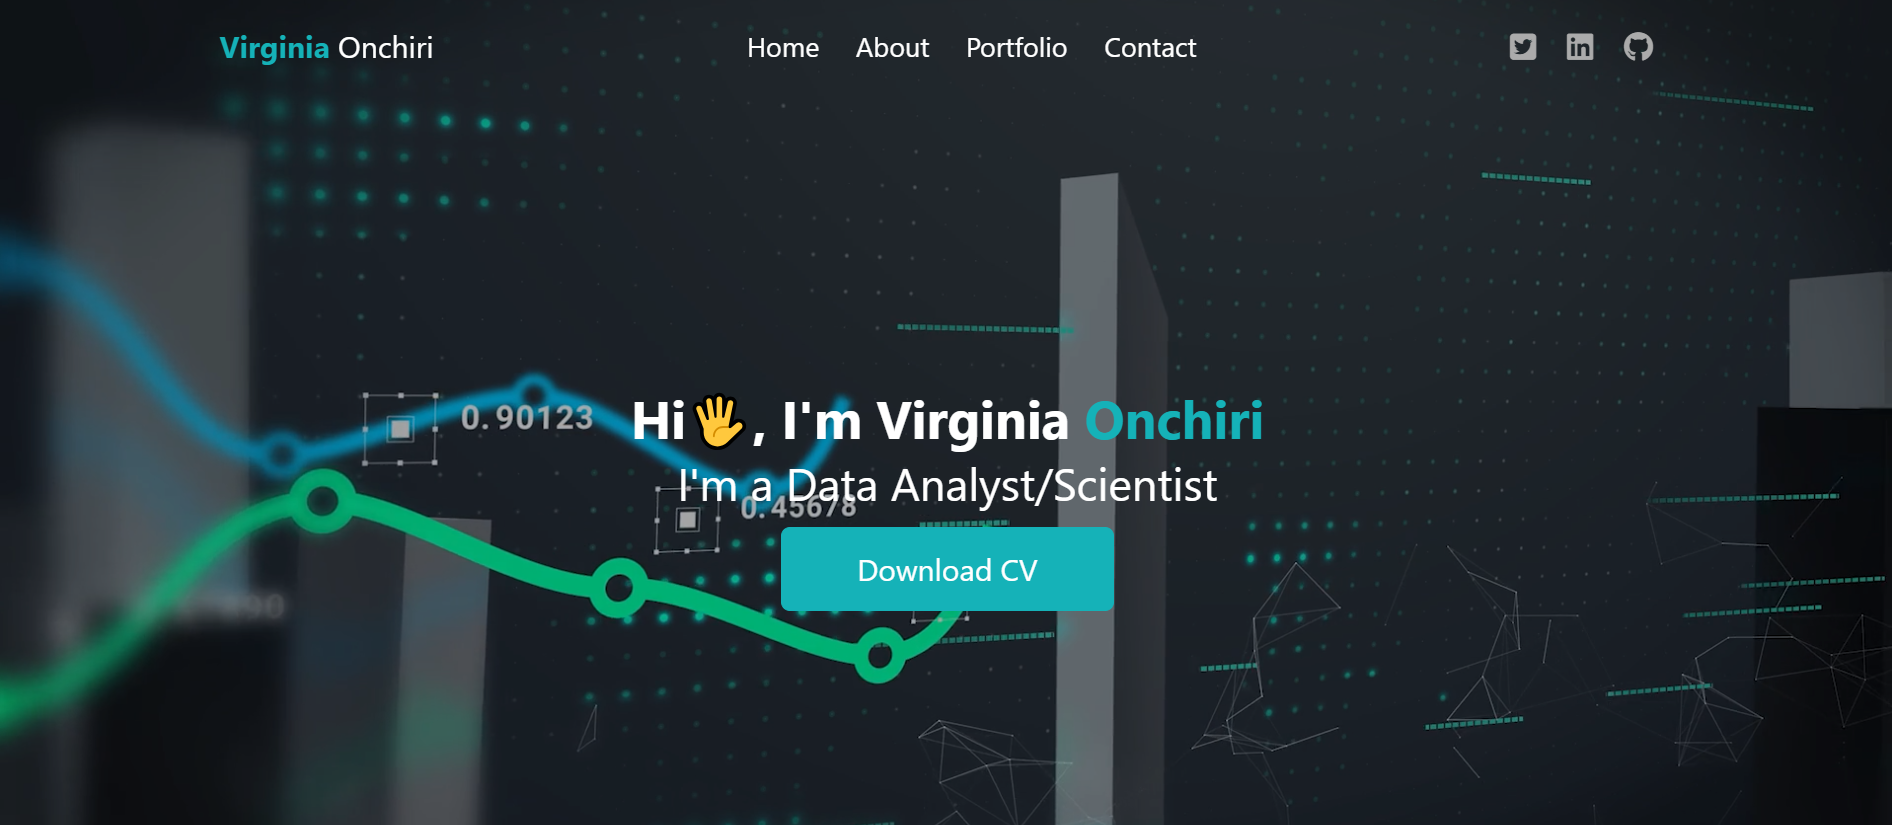 Virginia Onchiri
Home About Portfolio Contact
0.90123
Hi🖐, I'm Virginia Onchiri
I'm a Data Analyst/Scientist
0.45678
Download CV